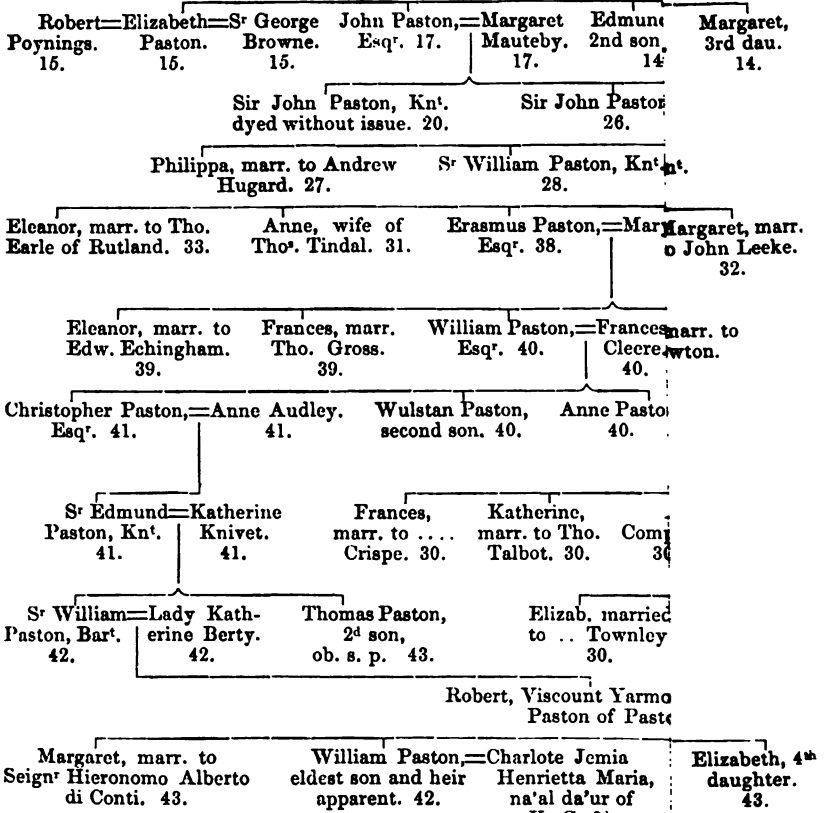 Robert=Elizabeth=Sʳ George John Paston,=Margaret Margaret,
Poynings. Paston. Browne. Esqʳ. 17. Mauteby. 2nd son, 3rd dau.
15. 15. 15. 17. 14 14.
Sir John Paston, Knᵗ. Sir John
dyed without issue. 20. 26.
Philippa, marr. to Andrew Sʳ William Paston, Knᵗ.
Hugard. 27. 28.
Eleanor, marr. to Tho. Anne, wife of Erasmus Paston,=Mary Margaret, marr.
Earle of Rutland. 33. Thoˢ. Tindal. 31. Esqʳ. 38. o John Leeke.
32.
Eleanor, marr. to Frances, marr. William Paston,=Frances marr. to
Edw. Echingham. Tho. Gross. Esqʳ. 40. Cleere wton.
39. 39. 40.
Christopher Paston,=Anne Audley. Wulstan Paston, Anne Pasto
Esqʳ. 41. 41. second son. 40. 40.
Sʳ Edmund=Katherine Frances, Katherine,
Paston, Knᵗ. Knivet. marr. to .... marr. to Tho. Com
41. 41. Crispe. 30. Talbot. 30. 30
Sʳ William=Lady Kath- Thomas Paston, Elizab. married
Paston, Barᵗ. erine Berty. 2ᵈ son, to .. Townley
42. 42. ob. s. p. 43. 30.
Robert, Viscount Yarmo
Paston of Past
Margaret, marr. to William Paston,=Charlote Jemia Elizabeth, 4ᵗʰ
Seignʳ Hieronomo Alberto eldest son and heir Henrietta Maria, daughter.
di Conti. 43. apparent. 42. na'al da'ur of 43.